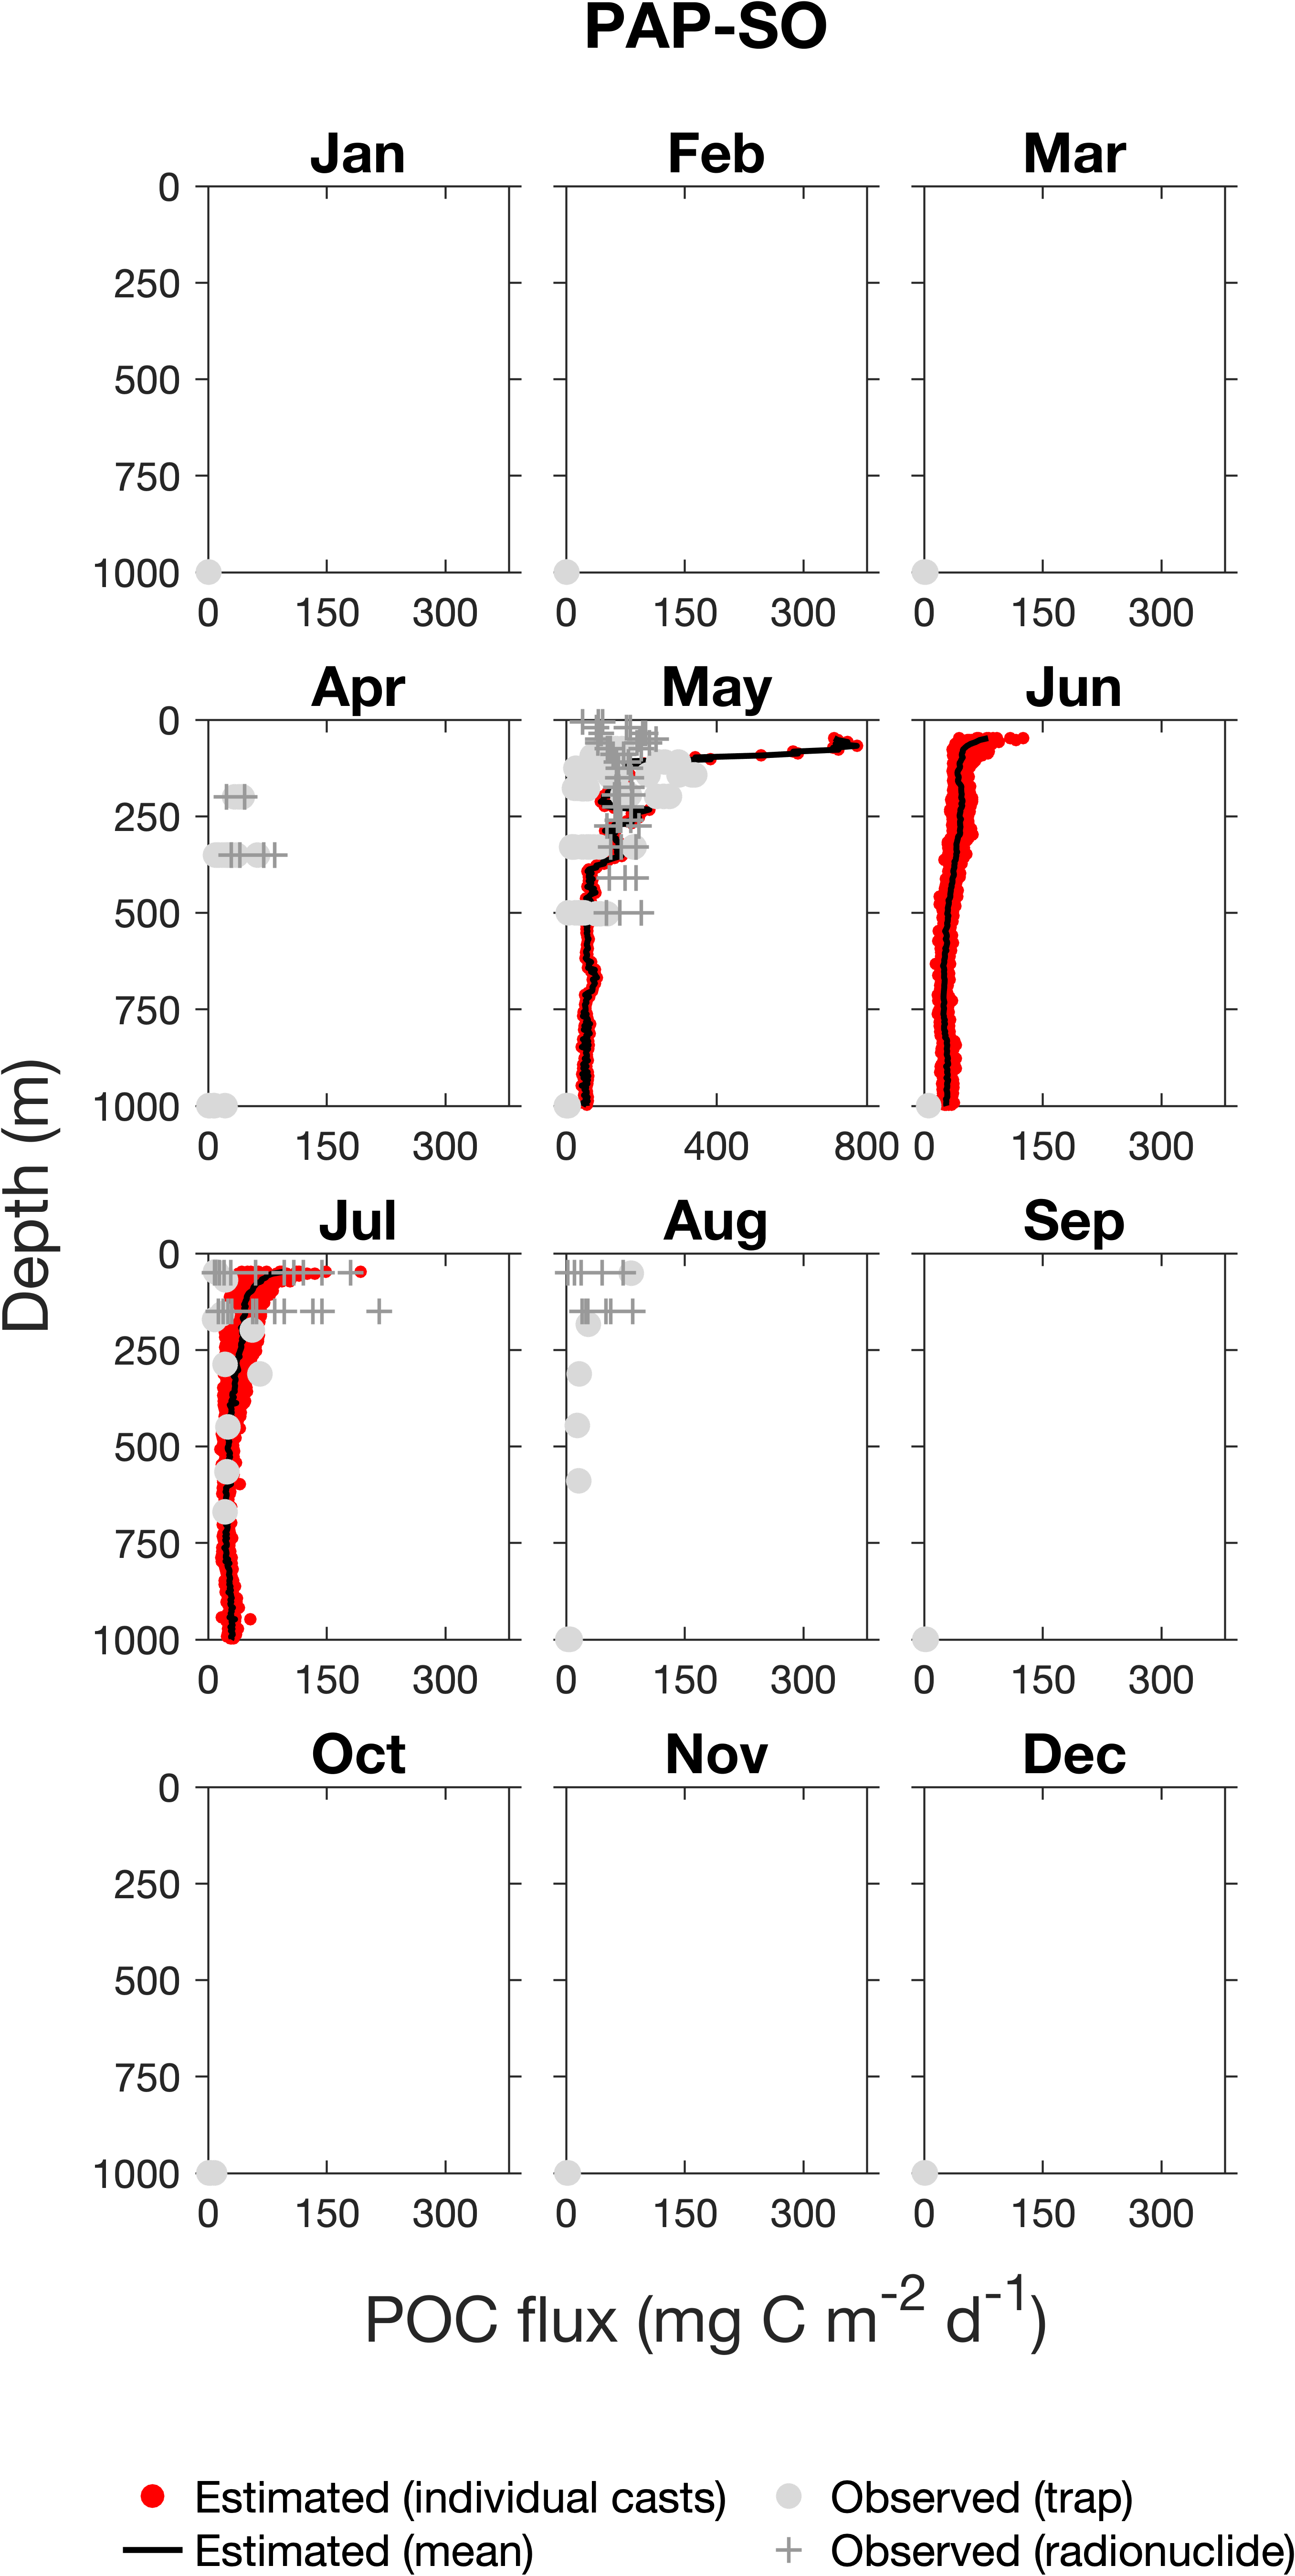 PAP-SO
Jan Feb Mar
0
250
500
750
1000
0 150 300 0 150 300 0 150 300
Apr May Jun
0
250
500
750
1000
0 150 300 0 400 800 0 150 300
Jul Aug Sep
0
250
500
750
1000
0 150 300 0 150 300 0 150 300
Oct Nov Dec
0
250
500
750
1000
0 150 300 0 150 300 0 150 300
Depth (m)
POC flux (mg C m⁻² d⁻¹)
Estimated (individual casts) Observed (trap)
Estimated (mean) Observed (radionuclide)